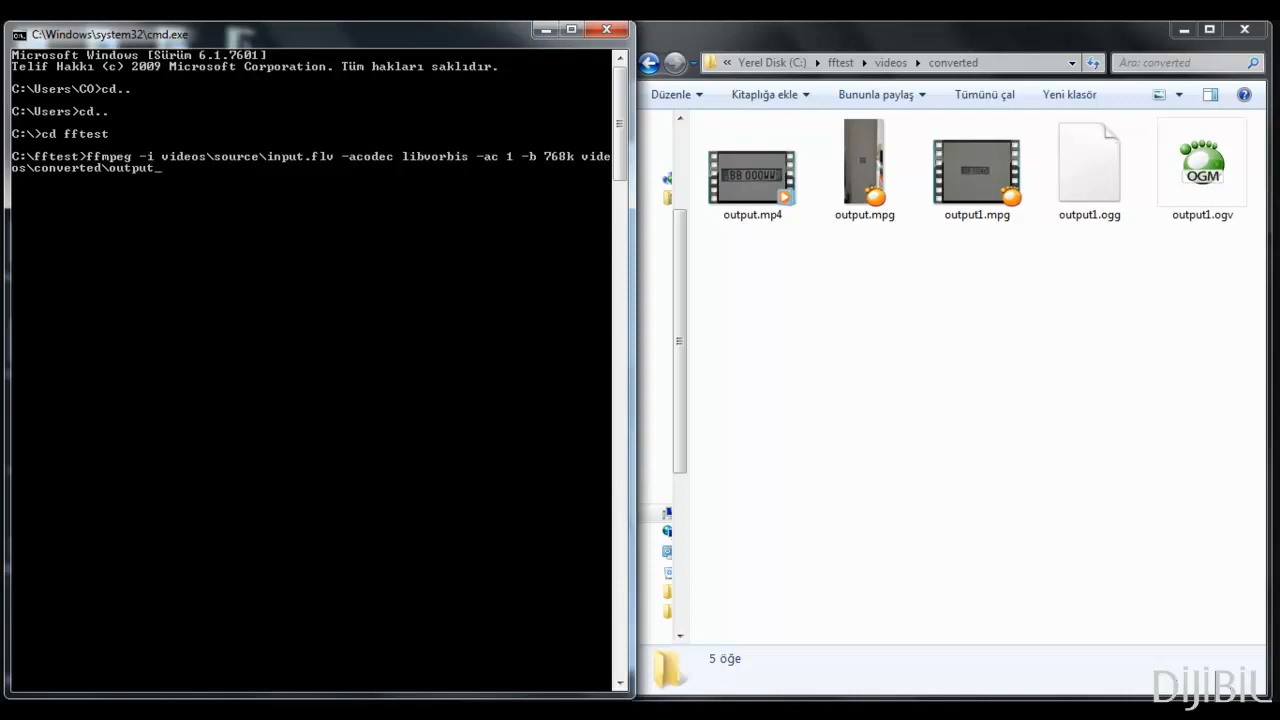 C:\Windows\system32\cmd.exe
Microsoft Windows [Sürüm 6.1.7601]
Telif Hakkı (c) 2009 Microsoft Corporation. Tüm hakları saklıdır.
C:\Users\CO>cd..
C:\Users>cd..
C:\>cd fftest
C:\fftest>ffmpeg -i videos\source\input.flv -acodec libvorbis -ac 1 -b 768k vide
os\converted\output_
« Yerel Disk (C:) fftest videos converted
Ara: converted
Düzenle Kitaplığa ekle Bununla paylaş Tümünü çal Yeni klasör
output.mp4 output.mpg output1.mpg output1.ogg output1.ogv
OGM
5 öğe
DijiBil